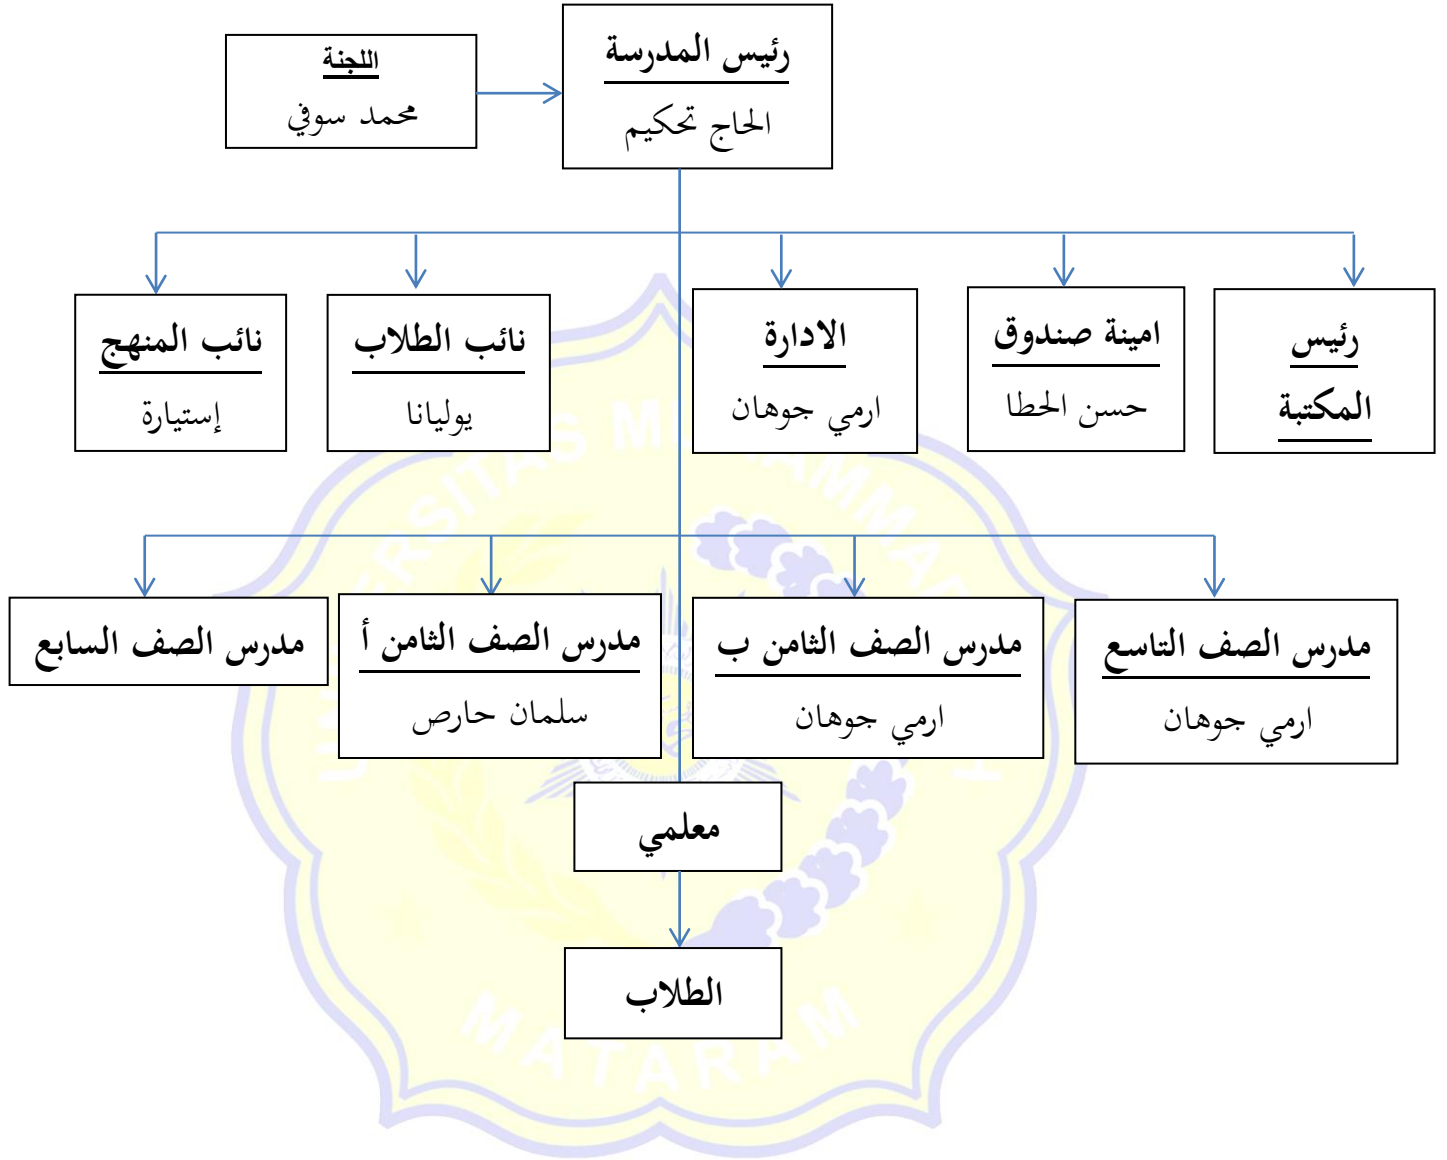 رئيس المدرسة
الحاج تحكيم
اللجنة
محمد سوفي
رئيس
المكتبة
امينة صندوق
حسن الحطا
الادارة
ارمي جوهان
نائب الطلاب
يوليانا
نائب المنهج
إستيارة
مدرس الصف التاسع
ارمي جوهان
مدرس الصف الثامن ب
ارمي جوهان
مدرس الصف الثامن أ
سلمان حارص
مدرس الصف السابع
معلمي
الطلاب
MATARAM